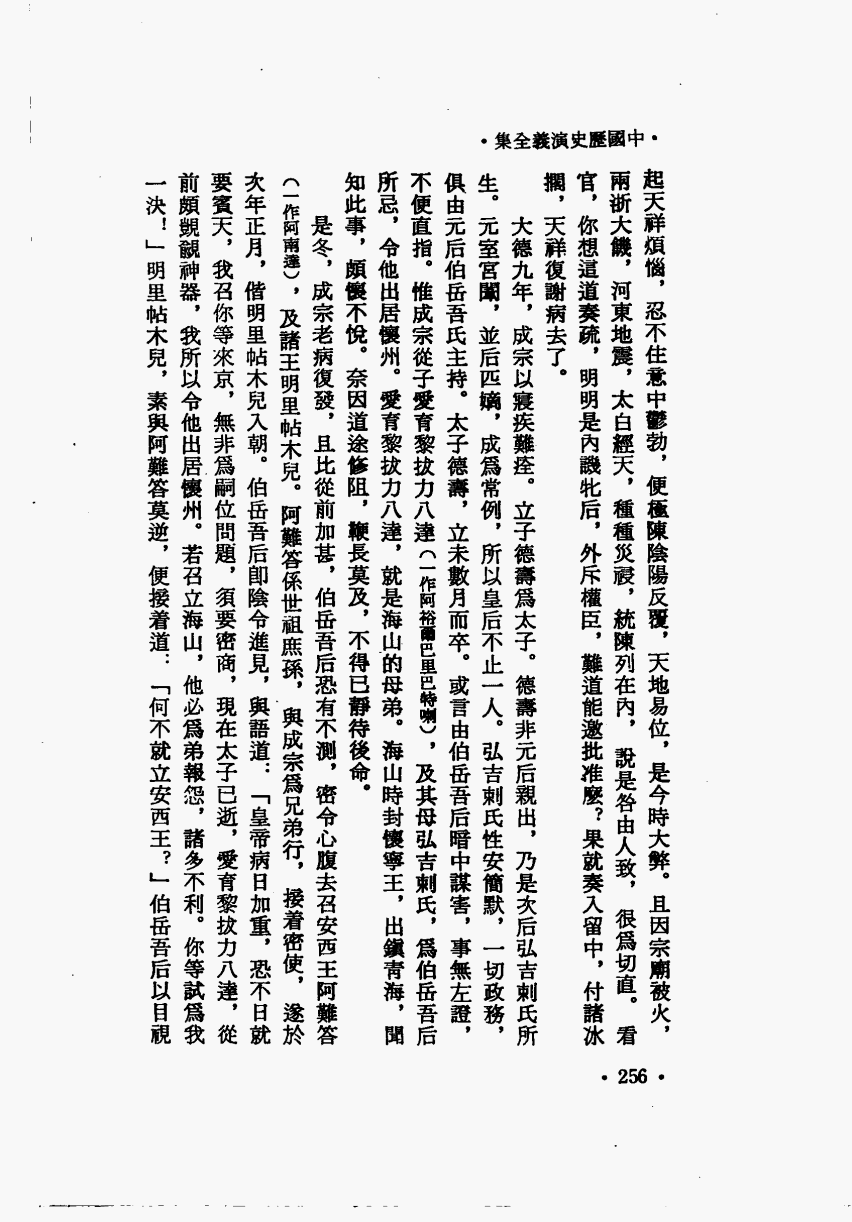 •中國歷史演義全集•
起天祥煩惱，忍不住意中鬱勃，便極陳陰陽反覆，天地易位，是今時大弊。且因宗廟被火，
兩浙大饑，河東地震，太白經天，種種災祲，統陳列在內，說是咎由人致，很爲切直。看
官，你想這道奏疏，明明是內譏牝后，外斥權臣，難道能邀批准麼？果就奏入留中，付諸冰
擱，天祥復謝病去了。
大德九年，成宗以寢疾難痊。立子德壽爲太子。德壽非元后親出，乃是次后弘吉剌氏所
生。元室宮闈，並后匹嫡，成爲常例，所以皇后不止一人。弘吉剌氏性安簡默，一切政務，
俱由元后伯岳吾氏主持。太子德壽，立未數月而卒。或言由伯岳吾后暗中謀害，事無左證，
不便直指。惟成宗從子愛育黎拔力八達（一作阿裕爾巴里巴特喇），及其母弘吉剌氏，爲伯岳吾后
所忌，令他出居懷州。愛育黎拔力八達，就是海山的母弟。海山時封懷寧王，出鎭靑海，聞
知此事，頗懷不悅。奈因道途修阻，鞭長莫及，不得已靜待後命。
是冬，成宗老病復發，且比從前加甚，伯岳吾后恐有不測，密令心腹去召安西王阿難答
（一作阿南達），及諸王明里帖木兒。阿難答係世祖庶孫，與成宗爲兄弟行，接着密使，遂於
次年正月，偕明里帖木兒入朝。伯岳吾后卽陰令進見，與語道：「皇帝病日加重，恐不日就
要賓天，我召你等來京，無非爲嗣位問題，須要密商，現在太子已逝，愛育黎拔力八達，從
前頗覬覦神器，我所以令他出居懷州。若召立海山，他必爲弟報怨，諸多不利。你等試爲我
一決！」明里帖木兒，素與阿難答莫逆，便接着道：「何不就立安西王？」伯岳吾后以目視
•256•